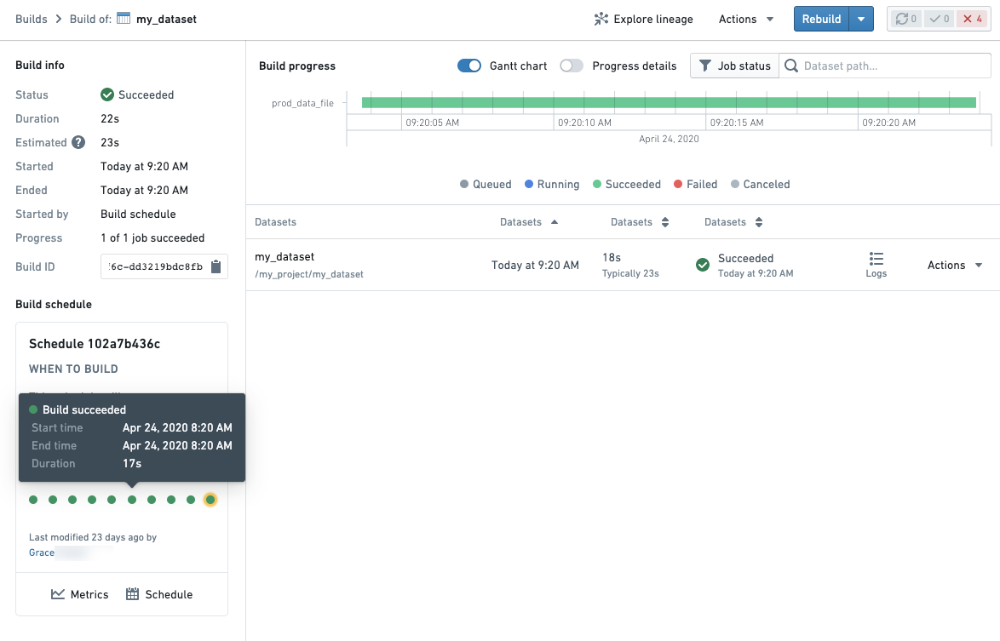 Builds > Build of: my_dataset
Explore lineage
Actions
Rebuild
0
0
4
Build info
Status Succeeded
Duration 22s
Estimated ? 23s
Started Today at 9:20 AM
Ended Today at 9:20 AM
Started by Build schedule
Progress 1 of 1 job succeeded
Build ID 6c-dd3219bdc8fb
Build schedule
Schedule 102a7b436c
WHEN TO BUILD
Build succeeded
Start time Apr 24, 2020 8:20 AM
End time Apr 24, 2020 8:20 AM
Duration 17s
Last modified 23 days ago by
Grace
Metrics Schedule
Build progress
Gantt chart
Progress details
Job status
Dataset path...
prod_data_file
09:20:05 AM 09:20:10 AM 09:20:15 AM 09:20:20 AM
April 24, 2020
Queued Running Succeeded Failed Canceled
Datasets Datasets Datasets Datasets
my_dataset
/my_project/my_dataset
Today at 9:20 AM
18s
Typically 23s
Succeeded
Today at 9:20 AM
Logs
Actions